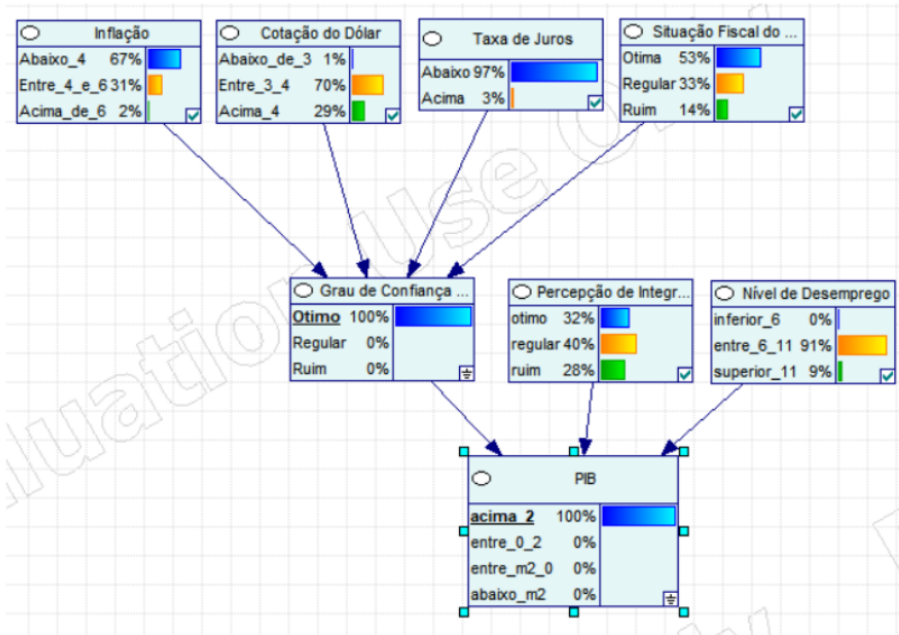 Inflação
Abaixo_4 67%
Entre_4_e_6 31%
Acima_de_6 2%
Cotação do Dólar
Abaixo_de_3 1%
Entre_3_4 70%
Acima_4 29%
Taxa de Juros
Abaixo 97%
Acima 3%
Situação Fiscal do ...
Otima 53%
Regular 33%
Ruim 14%
Grau de Confiança ...
Otimo 100%
Regular 0%
Ruim 0%
Percepção de Integr...
otimo 32%
regular 40%
ruim 28%
Nível de Desemprego
inferior_6 0%
entre_6_11 91%
superior_11 9%
PIB
acima_2 100%
entre_0_2 0%
entre_m2_0 0%
abaixo_m2 0%